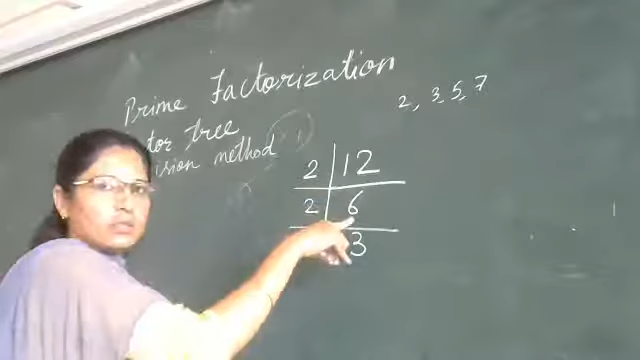 Prime Factorization
2, 3, 5, 7
tor tree
ision method
2 | 12
2 | 6
3